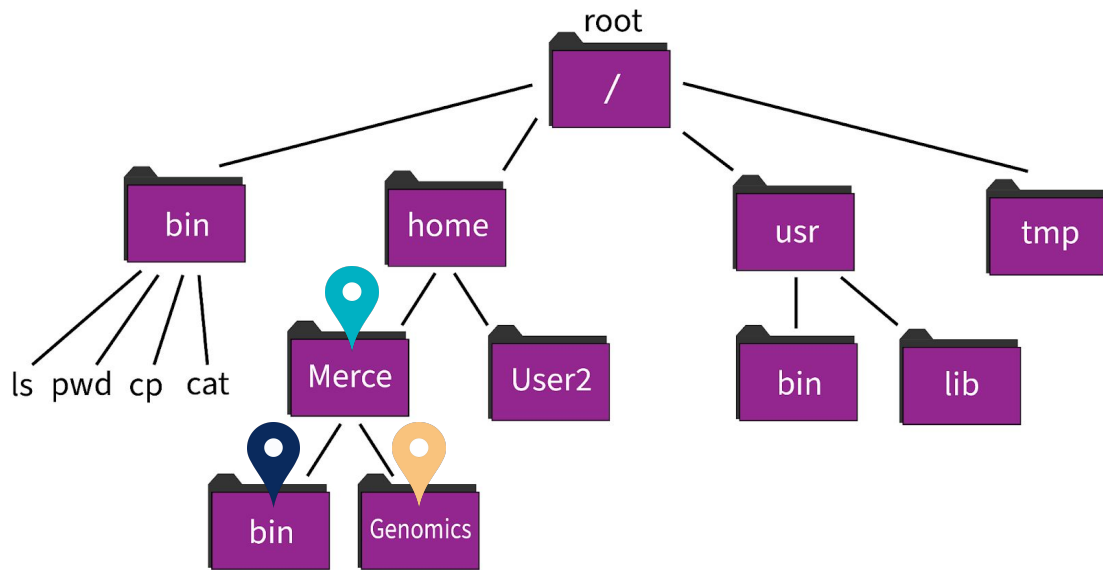 root
/
bin
home
usr
tmp
ls pwd cp cat
Merce
User2
bin
lib
bin
Genomics